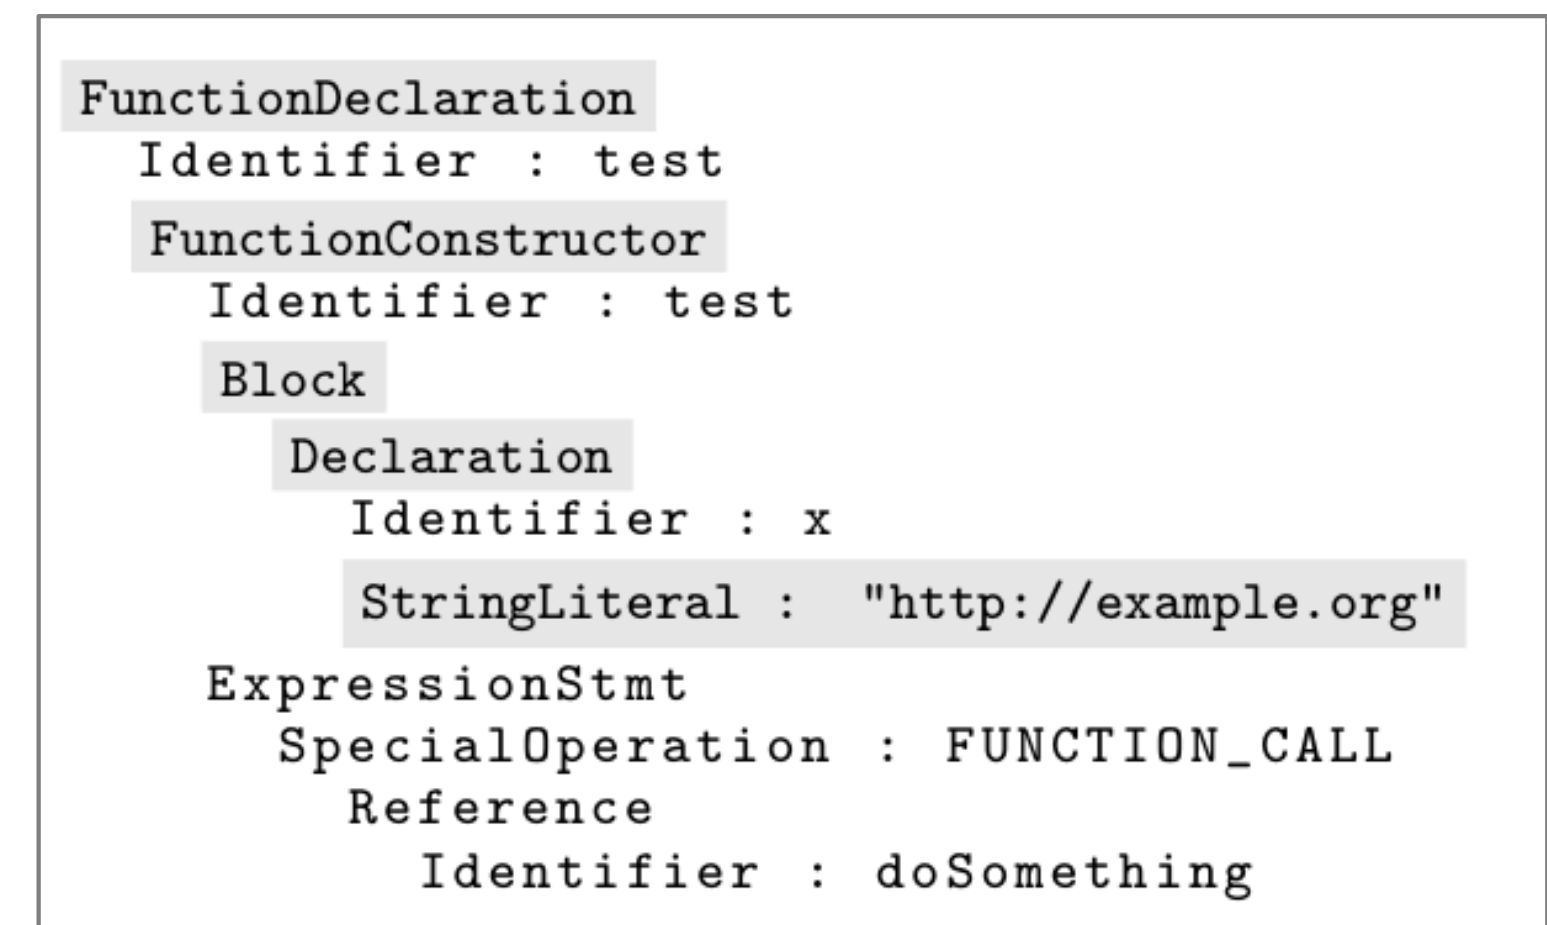 FunctionDeclaration
Identifier : test
FunctionConstructor
Identifier : test
Block
Declaration
Identifier : x
StringLiteral : "http://example.org"
ExpressionStmt
SpecialOperation : FUNCTION_CALL
Reference
Identifier : doSomething